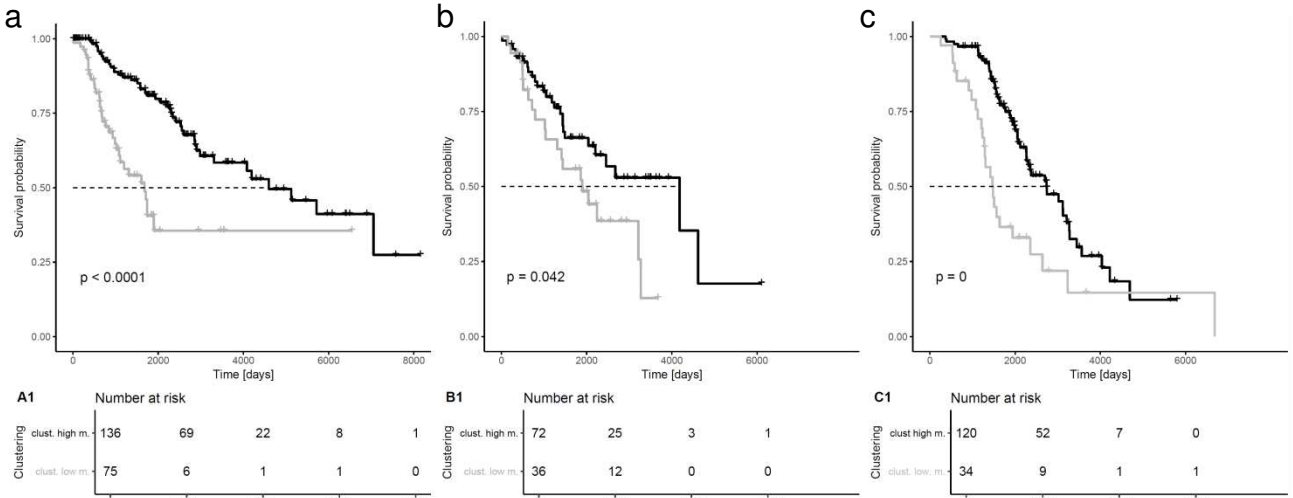 a
1.00
0.75
0.50
0.25
0.00
Survival probability
p < 0.0001
0
2000
4000
6000
8000
Time [days]
b
1.00
0.75
0.50
0.25
0.00
Survival probability
p = 0.042
0
2000
4000
6000
Time [days]
c
1.00
0.75
0.50
0.25
0.00
Survival probability
p = 0
0
2000
4000
6000
Time [days]
A1
Number at risk
Clustering
clust. high m.
136 69 22 8 1
clust. low m.
75 6 1 1 0
B1
Number at risk
Clustering
clust. high m.
72 25 3 1
clust. low m.
36 12 0 0
C1
Number at risk
Clustering
clust high m.
120 52 7 0
clust. low. m.
34 9 1 1